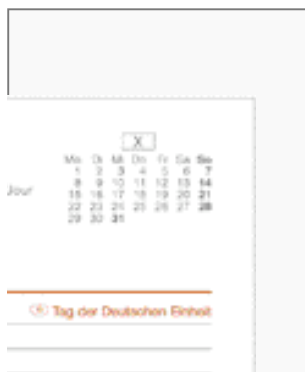 X
Mo Di Mi Do Fr Sa So
1 2 3 4 5 6 7
8 9 10 11 12 13 14
15 16 17 18 19 20 21
22 23 24 25 26 27 28
29 30 31
Jour
Tag der Deutschen Einheit